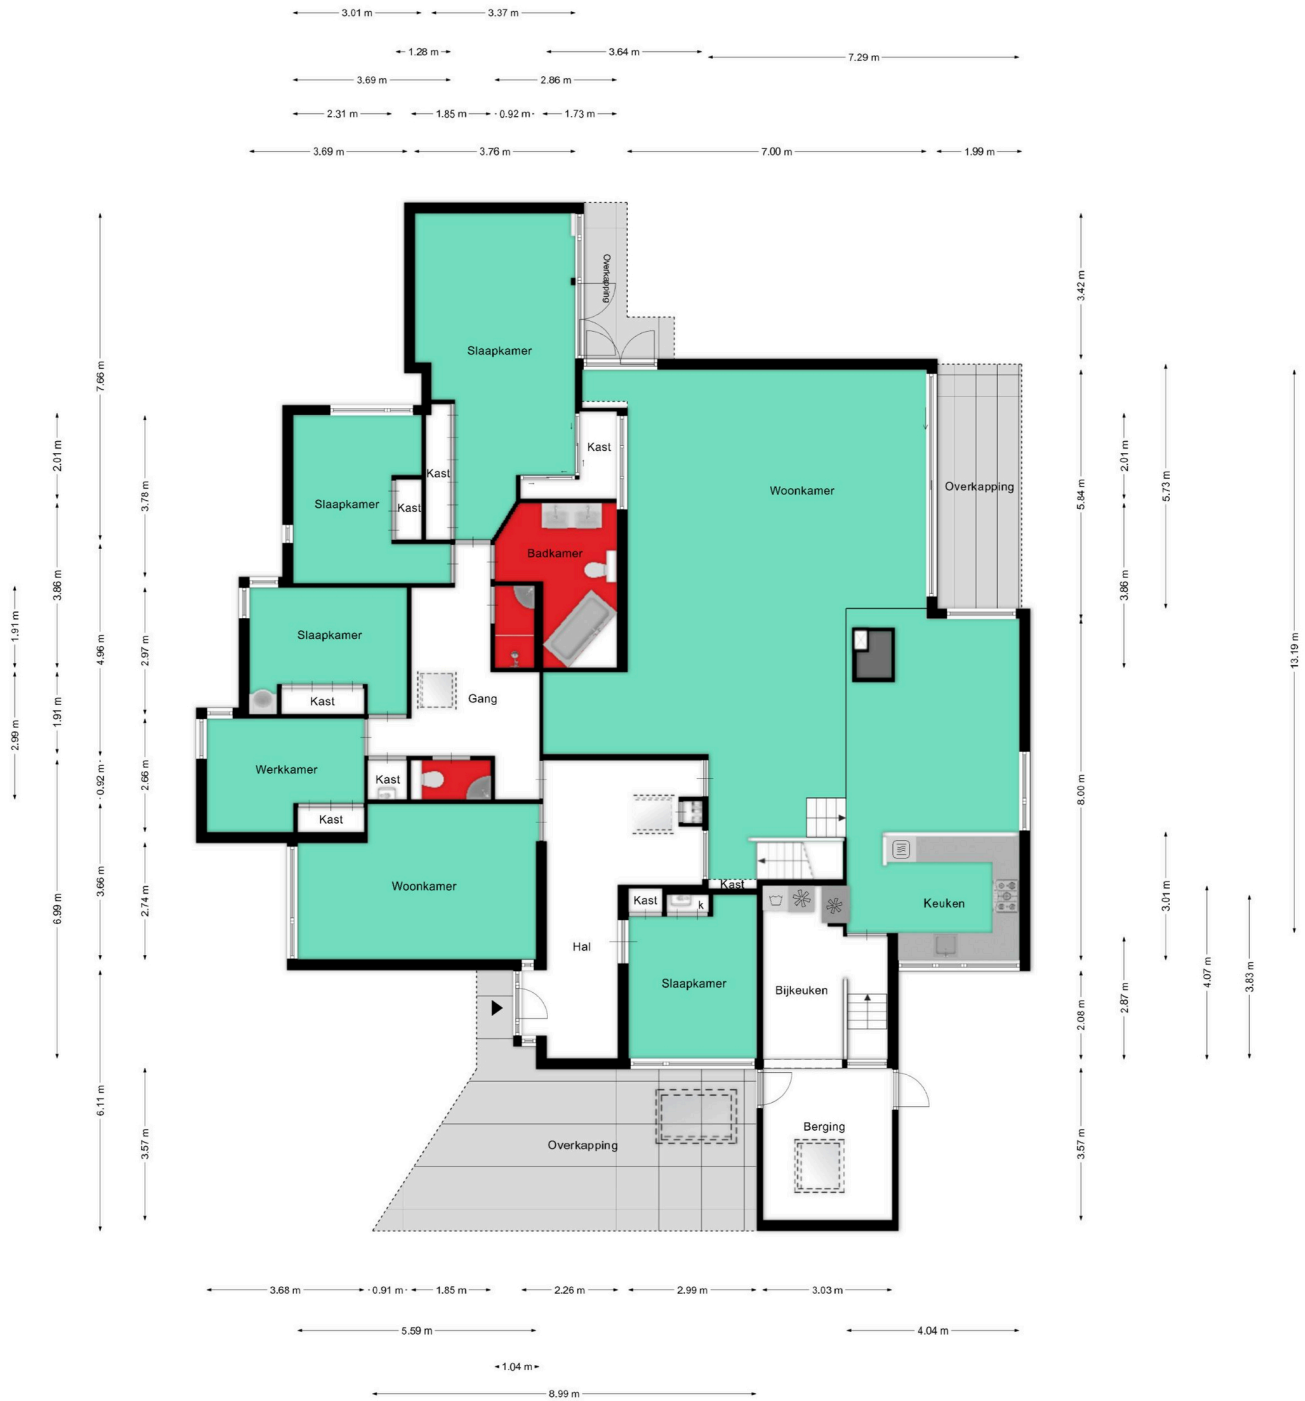 3.01 m
3.37 m
1.28 m
3.64 m
7.29 m
3.69 m
2.86 m
2.31 m
1.85 m
0.92 m
1.73 m
3.69 m
3.76 m
7.00 m
1.99 m
7.66 m
4.96 m
0.92 m
3.66 m
6.11 m
2.01 m
3.86 m
1.91 m
6.99 m
1.91 m
2.99 m
3.78 m
2.97 m
2.66 m
2.74 m
3.57 m
Overkapping
Slaapkamer
Kast
Kast
Slaapkamer
Kast
Woonkamer
Overkapping
Badkamer
Slaapkamer
Kast
Gang
Werkkamer
Kast
Kast
Woonkamer
Kast
Kast
k
Keuken
Hal
Slaapkamer
Bijkeuken
Overkapping
Berging
3.42 m
5.84 m
8.00 m
2.08 m
3.57 m
2.01 m
3.86 m
2.87 m
5.73 m
3.01 m
4.07 m
3.83 m
13.19 m
3.68 m
0.91 m
1.85 m
2.26 m
2.99 m
3.03 m
5.59 m
4.04 m
1.04 m
8.99 m